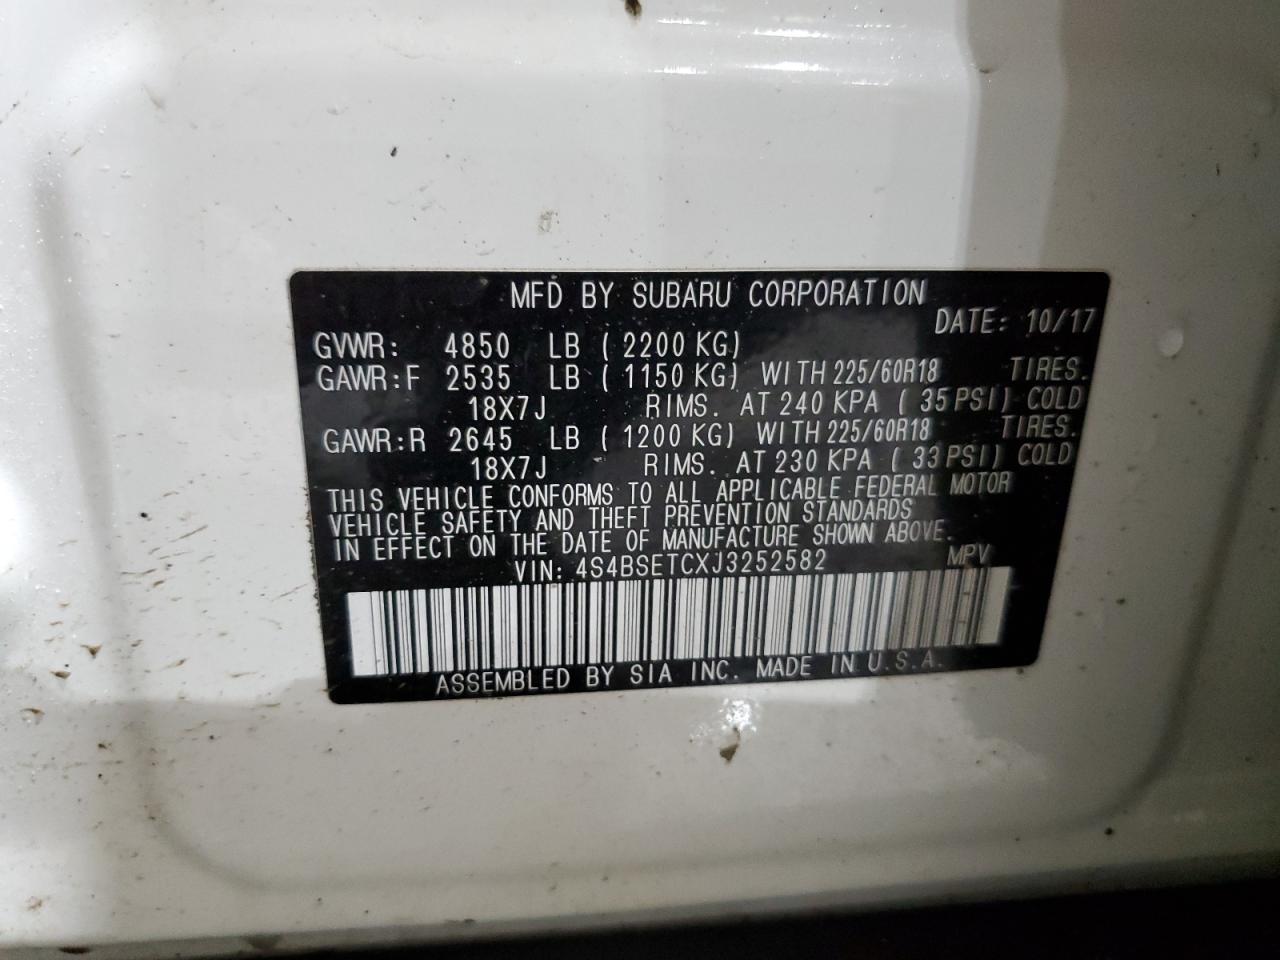 MFD BY SUBARU CORPORATION
DATE: 10/17
GVWR: 4850 LB ( 2200 KG)
GAWR:F 2535 LB ( 1150 KG) WITH 225/60R18 TIRES.
18X7J RIMS. AT 240 KPA ( 35 PSI) COLD
GAWR:R 2645 LB ( 1200 KG) WITH 225/60R18 TIRES.
18X7J RIMS. AT 230 KPA ( 33 PSI) COLD
THIS VEHICLE CONFORMS TO ALL APPLICABLE FEDERAL MOTOR
VEHICLE SAFETY AND THEFT PREVENTION STANDARDS
IN EFFECT ON THE DATE OF MANUFACTURE SHOWN ABOVE.
VIN: 4S4BSETCXJ3252582 MPV
ASSEMBLED BY SIA INC. MADE IN U.S.A.